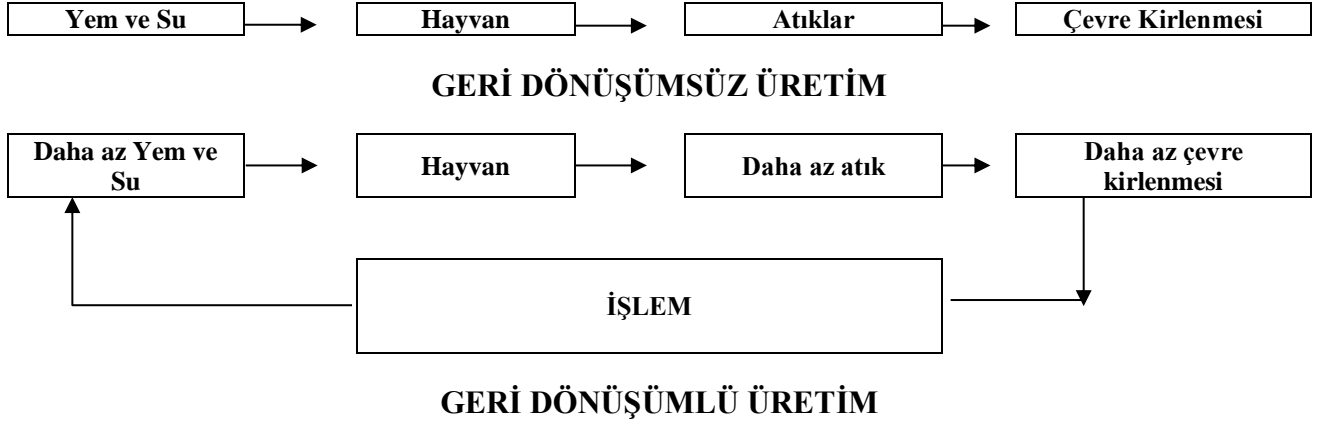 Yem ve Su
Hayvan
Atıklar
Çevre Kirlenmesi
GERİ DÖNÜŞÜMSÜZ ÜRETİM
Daha az Yem ve
Su
Hayvan
Daha az atık
Daha az çevre
kirlenmesi
İŞLEM
GERİ DÖNÜŞÜMLÜ ÜRETİM